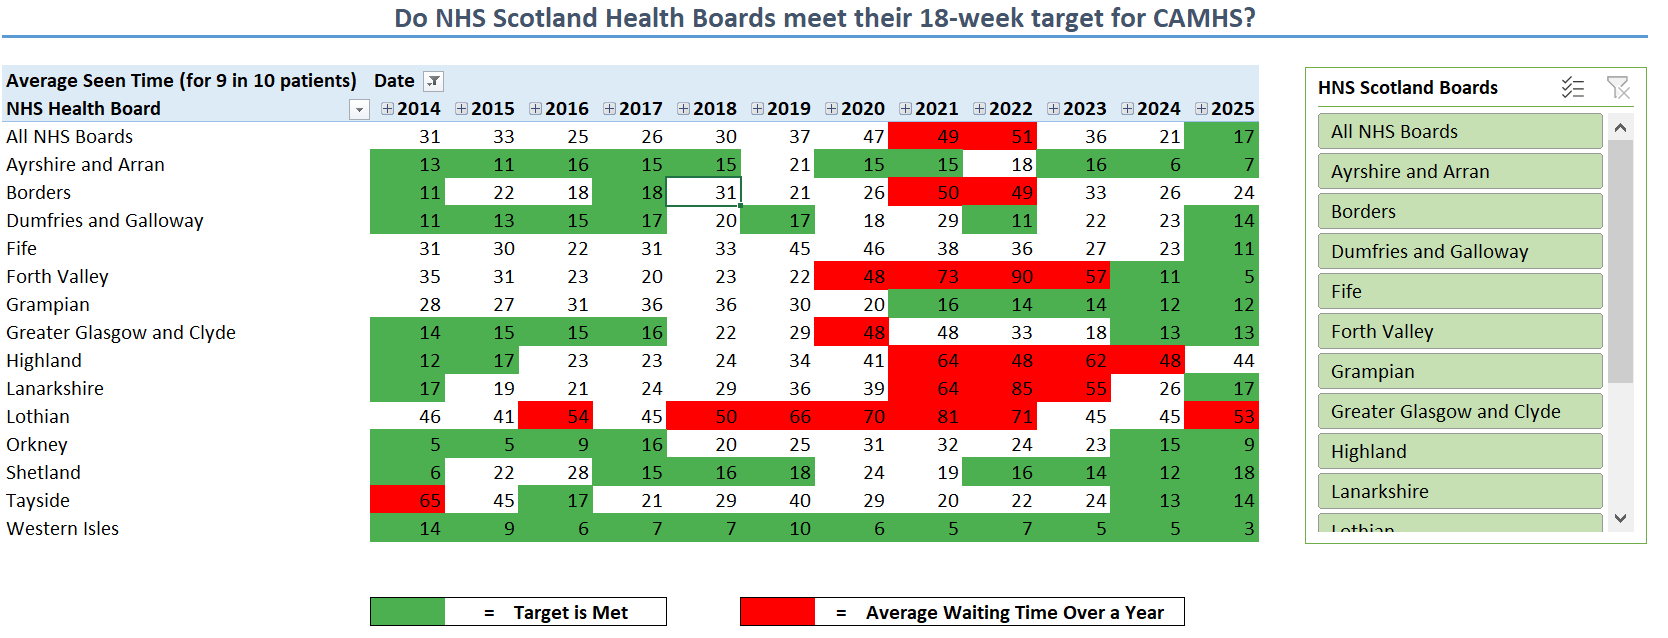 Do NHS Scotland Health Boards meet their 18-week target for CAMHS?
Average Seen Time (for 9 in 10 patients) Date
NHS Health Board 2014 2015 2016 2017 2018 2019 2020 2021 2022 2023 2024 2025
All NHS Boards 31 33 25 26 30 37 47 49 51 36 21 17
Ayrshire and Arran 13 11 16 15 15 21 15 15 18 16 6 7
Borders 11 22 18 18 31 21 26 50 49 33 26 24
Dumfries and Galloway 11 13 15 17 20 17 18 29 11 22 23 14
Fife 31 30 22 31 33 45 46 38 36 27 23 11
Forth Valley 35 31 23 20 23 22 48 73 90 57 11 5
Grampian 28 27 31 36 36 30 20 16 14 14 12 12
Greater Glasgow and Clyde 14 15 15 16 22 29 48 48 33 18 13 13
Highland 12 17 23 23 24 34 41 64 48 62 48 44
Lanarkshire 17 19 21 24 29 36 39 64 85 55 26 17
Lothian 46 41 54 45 50 66 70 81 71 45 45 53
Orkney 5 5 9 16 20 25 31 32 24 23 15 9
Shetland 6 22 28 15 16 18 24 19 16 14 12 18
Tayside 65 45 17 21 29 40 29 20 22 24 13 14
Western Isles 14 9 6 7 7 10 6 5 7 5 5 3
= Target is Met
= Average Waiting Time Over a Year
HNS Scotland Boards
All NHS Boards
Ayrshire and Arran
Borders
Dumfries and Galloway
Fife
Forth Valley
Grampian
Greater Glasgow and Clyde
Highland
Lanarkshire
Lothian